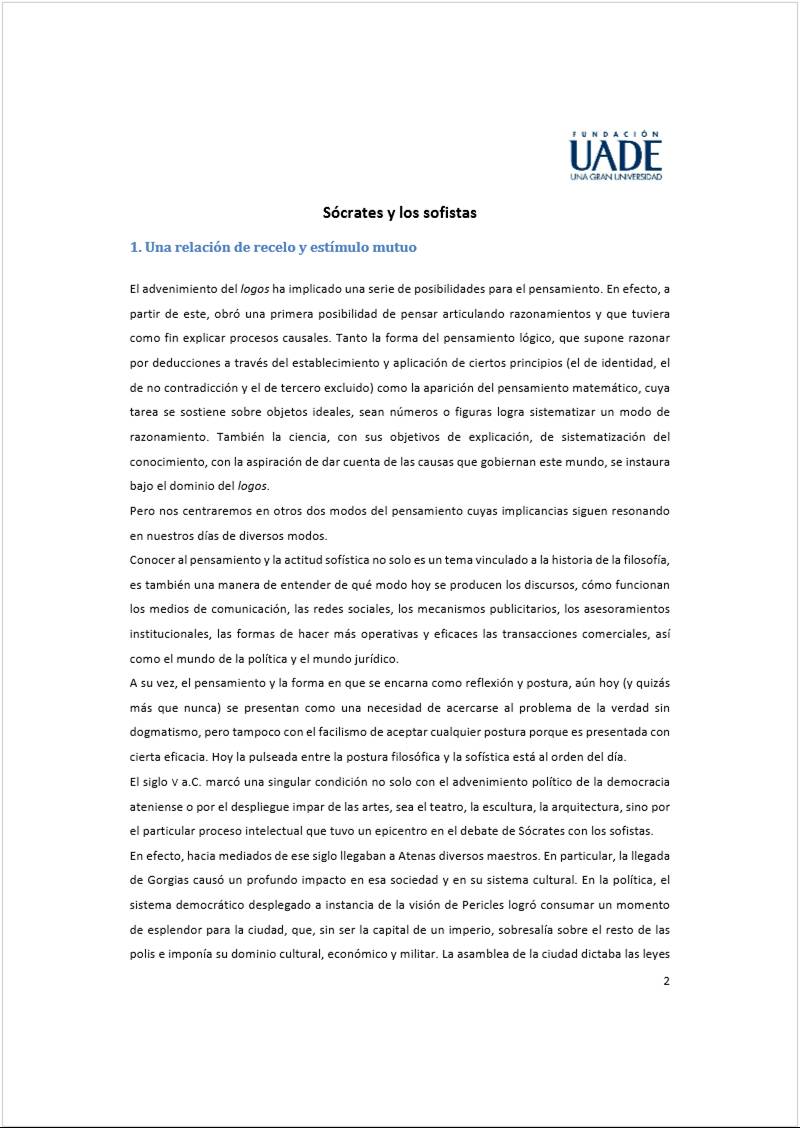 FUNDACIÓN
UADE
UNA GRAN UNIVERSIDAD
Sócrates y los sofistas
1. Una relación de recelo y estímulo mutuo
El advenimiento del logos ha implicado una serie de posibilidades para el pensamiento. En efecto, a
partir de este, obró una primera posibilidad de pensar articulando razonamientos y que tuviera
como fin explicar procesos causales. Tanto la forma del pensamiento lógico, que supone razonar
por deducciones a través del establecimiento y aplicación de ciertos principios (el de identidad, el
de no contradicción y el de tercero excluido) como la aparición del pensamiento matemático, cuya
tarea se sostiene sobre objetos ideales, sean números o figuras logra sistematizar un modo de
razonamiento. También la ciencia, con sus objetivos de explicación, de sistematización del
conocimiento, con la aspiración de dar cuenta de las causas que gobiernan este mundo, se instaura
bajo el dominio del logos.
Pero nos centraremos en otros dos modos del pensamiento cuyas implicancias siguen resonando
en nuestros días de diversos modos.
Conocer al pensamiento y la actitud sofística no solo es un tema vinculado a la historia de la filosofía,
es también una manera de entender de qué modo hoy se producen los discursos, cómo funcionan
los medios de comunicación, las redes sociales, los mecanismos publicitarios, los asesoramientos
institucionales, las formas de hacer más operativas y eficaces las transacciones comerciales, así
como el mundo de la política y el mundo jurídico.
A su vez, el pensamiento y la forma en que se encarna como reflexión y postura, aún hoy (y quizás
más que nunca) se presentan como una necesidad de acercarse al problema de la verdad sin
dogmatismo, pero tampoco con el facilismo de aceptar cualquier postura porque es presentada con
cierta eficacia. Hoy la pulseada entre la postura filosófica y la sofística está al orden del día.
El siglo V a.C. marcó una singular condición no solo con el advenimiento político de la democracia
ateniense o por el despliegue impar de las artes, sea el teatro, la escultura, la arquitectura, sino por
el particular proceso intelectual que tuvo un epicentro en el debate de Sócrates con los sofistas.
En efecto, hacia mediados de ese siglo llegaban a Atenas diversos maestros. En particular, la llegada
de Gorgias causó un profundo impacto en esa sociedad y en su sistema cultural. En la política, el
sistema democrático desplegado a instancia de la visión de Pericles logró consumar un momento
de esplendor para la ciudad, que, sin ser la capital de un imperio, sobresalía sobre el resto de las
polis e imponía su dominio cultural, económico y militar. La asamblea de la ciudad dictaba las leyes
2